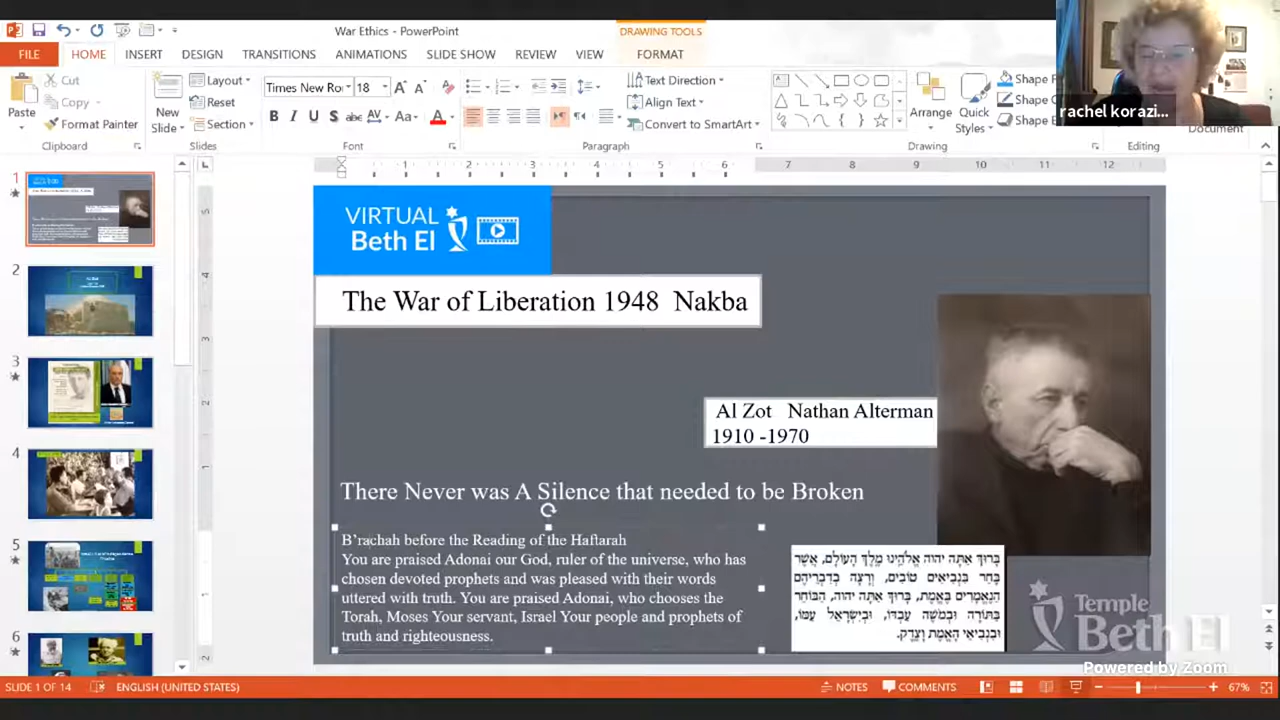 War Ethics - PowerPoint
DRAWING TOOLS
FILE HOME INSERT DESIGN TRANSITIONS ANIMATIONS SLIDE SHOW REVIEW VIEW FORMAT
Cut
Copy
Format Painter
Paste
Clipboard
New
Slide
Layout
Reset
Section
Slides
Times New Ro 18
Font
Text Direction
Align Text
Convert to SmartArt
Paragraph
Arrange
Quick
Styles
Shape
Shape
Shape E
Drawing
Editing
rachel korazi...
VIRTUAL
Beth El
The War of Liberation 1948 Nakba
Al Zot Nathan Alterman
1910 -1970
There Never was A Silence that needed to be Broken
B'rachah before the Reading of the Haftarah
You are praised Adonai our God, ruler of the universe, who has
chosen devoted prophets and was pleased with their words
uttered with truth. You are praised Adonai, who chooses the
Torah, Moses Your servant, Israel Your people and prophets of
truth and righteousness.
בָּרוּךְ אַתָּה יהוה אֱלֹהֵינוּ מֶלֶךְ הָעוֹלָם, אֲשֶׁר
בָּחַר בִּנְבִיאִים טוֹבִים, וְרָצָה בְדִבְרֵיהֶם
הַנֶּאֱמָרִים בֶּאֱמֶת, בָּרוּךְ אַתָּה יהוה, הַבּוֹחֵר
בַּתּוֹרָה וּבְמֹשֶׁה עַבְדּוֹ, וּבְיִשְׂרָאֵל עַמּוֹ,
וּבִנְבִיאֵי הָאֱמֶת וָצֶדֶק.
Temple
Beth El
Powered by Zoom
SLIDE 1 OF 14 ENGLISH (UNITED STATES) NOTES COMMENTS 67%